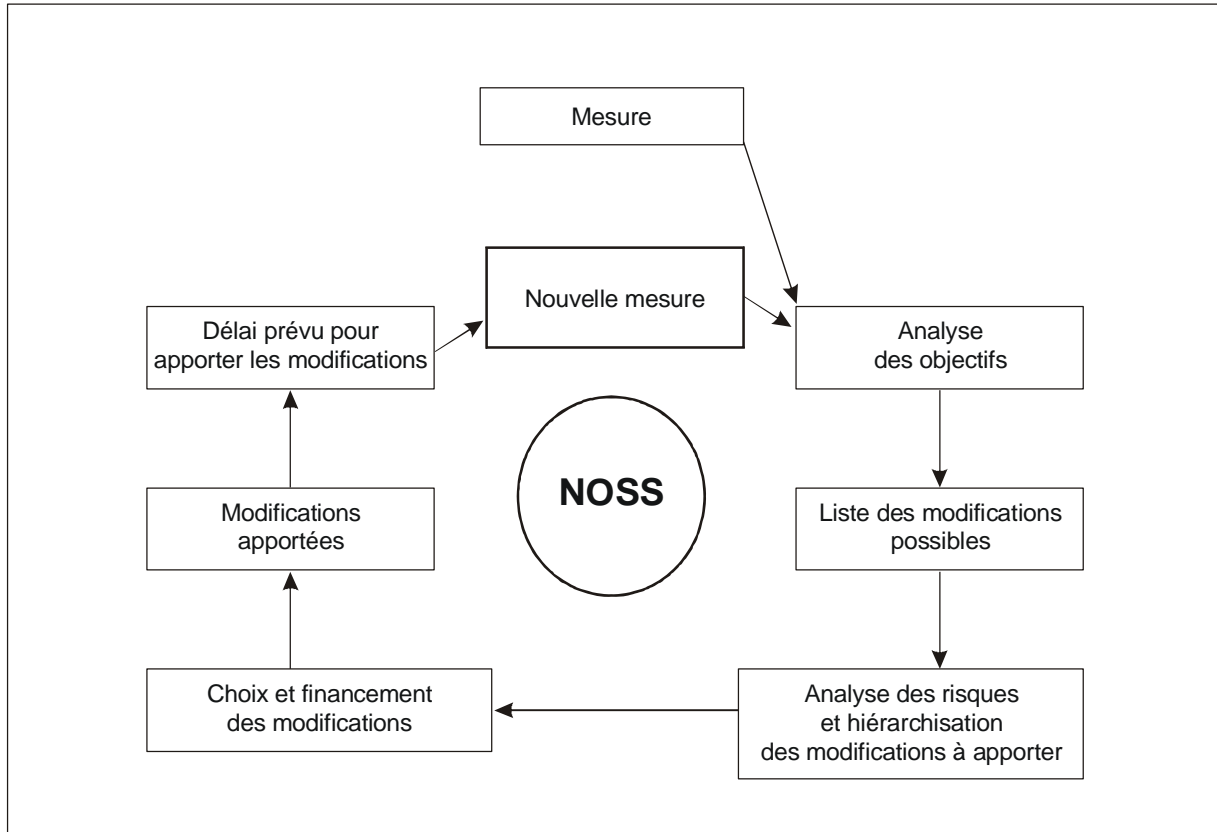 Mesure
Nouvelle mesure
Délai prévu pour
apporter les modifications
Analyse
des objectifs
NOSS
Modifications
apportées
Liste des modifications
possibles
Choix et financement
des modifications
Analyse des risques
et hiérarchisation
des modifications à apporter